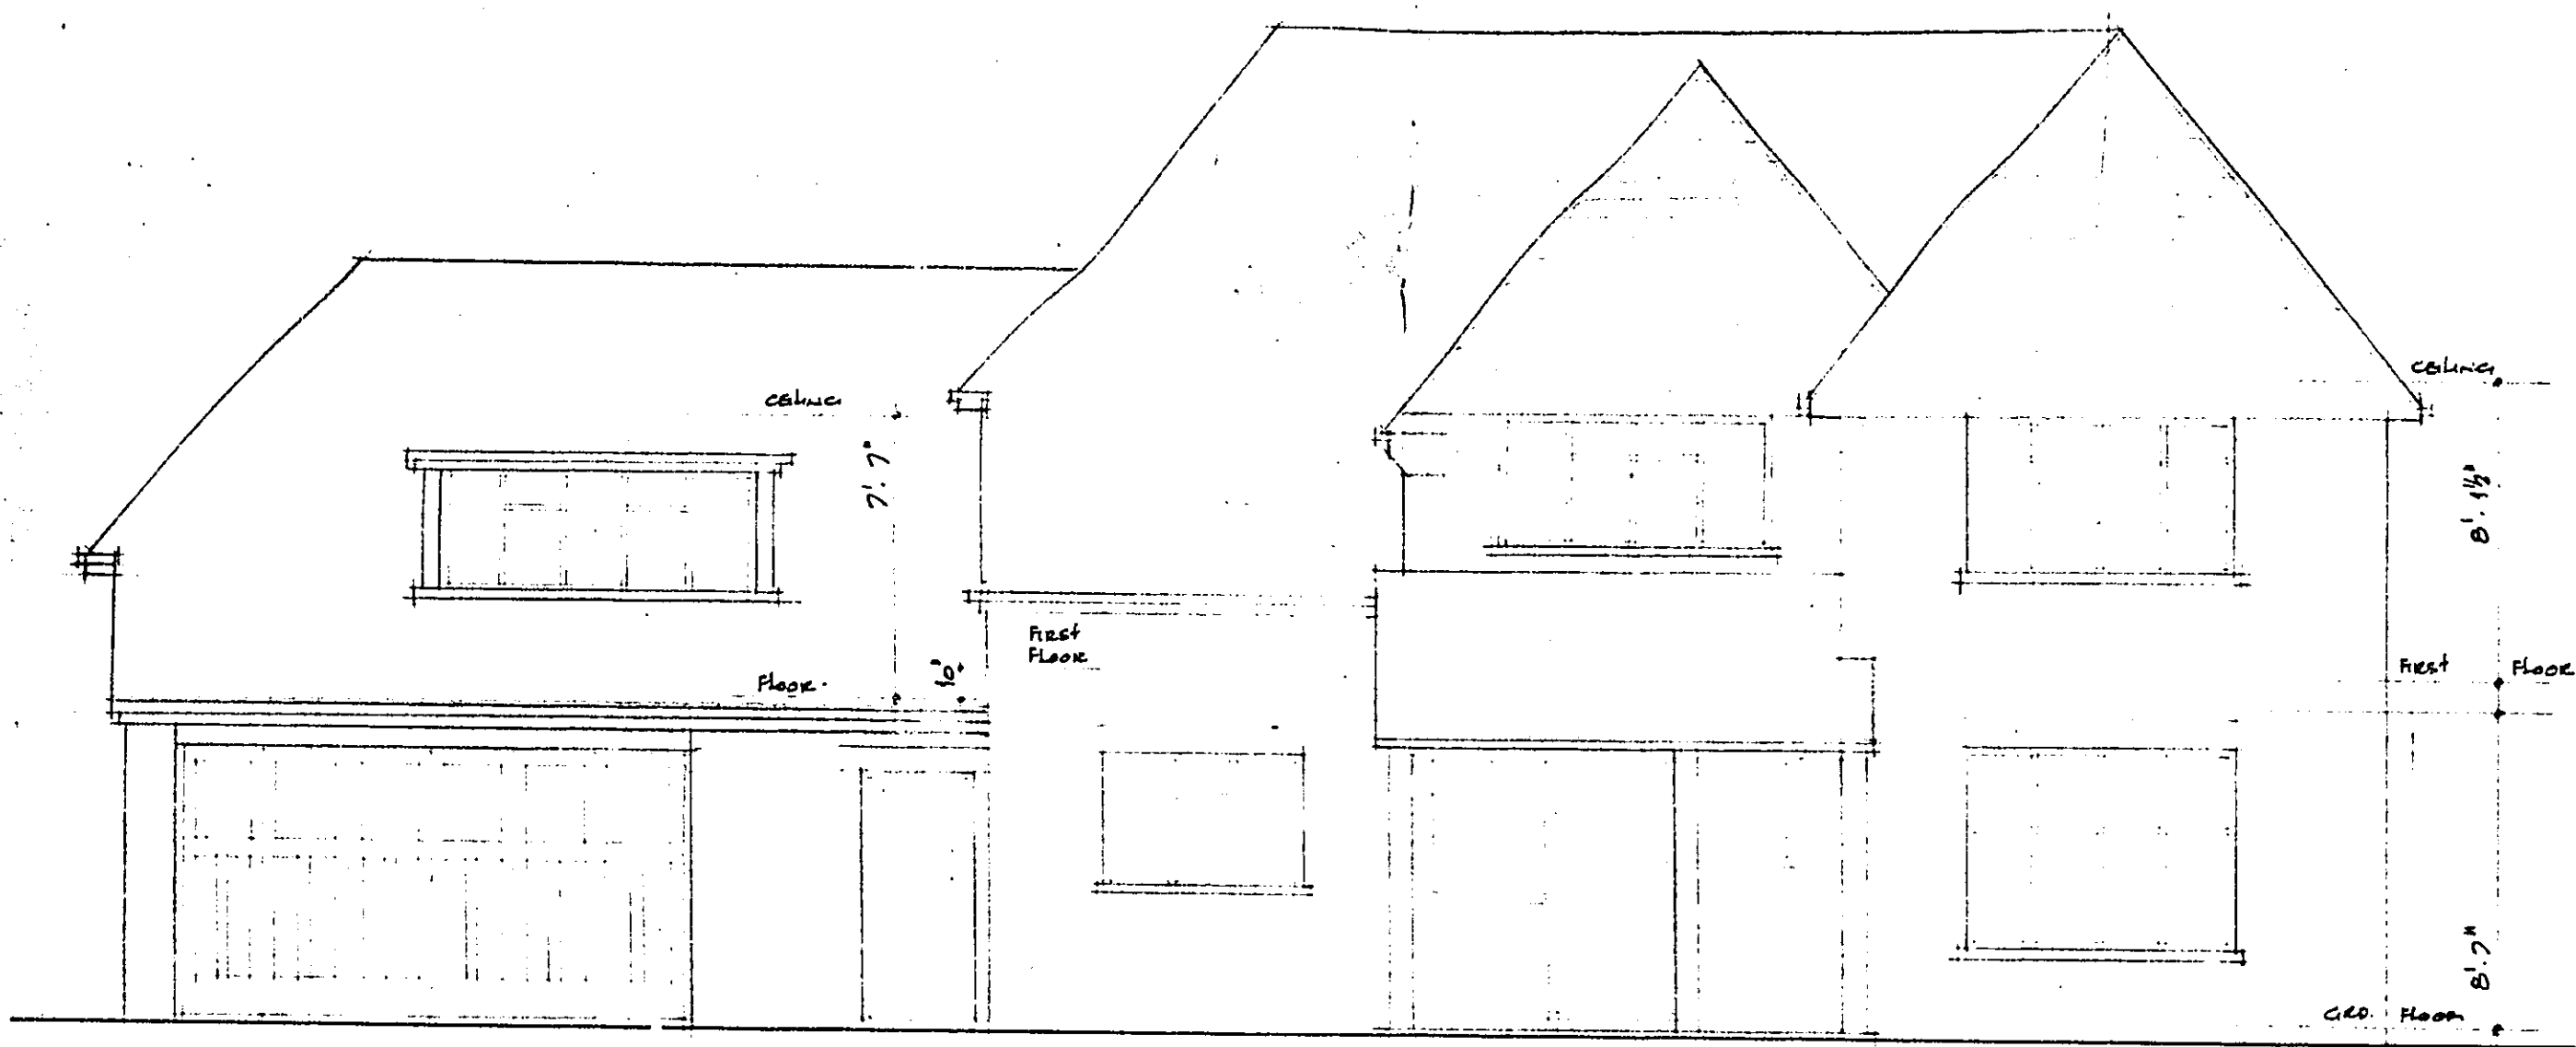 CEILING
CEILING
7'. 7"
8'. 1½"
FIRST
FLOOR
10"
FLOOR.
FIRST FLOOR
8'. 7"
GRD. FLOOR